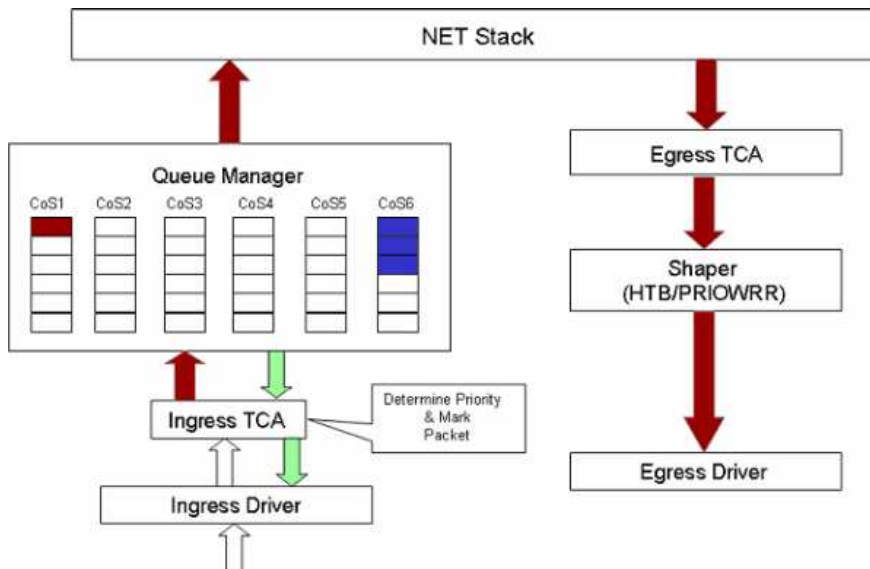 NET Stack
Queue Manager
CoS1 CoS2 CoS3 CoS4 CoS5 CoS6
Ingress TCA
Determine Priority
& Mark
Packet
Ingress Driver
Egress TCA
Shaper
(HTB/PRIOWRR)
Egress Driver